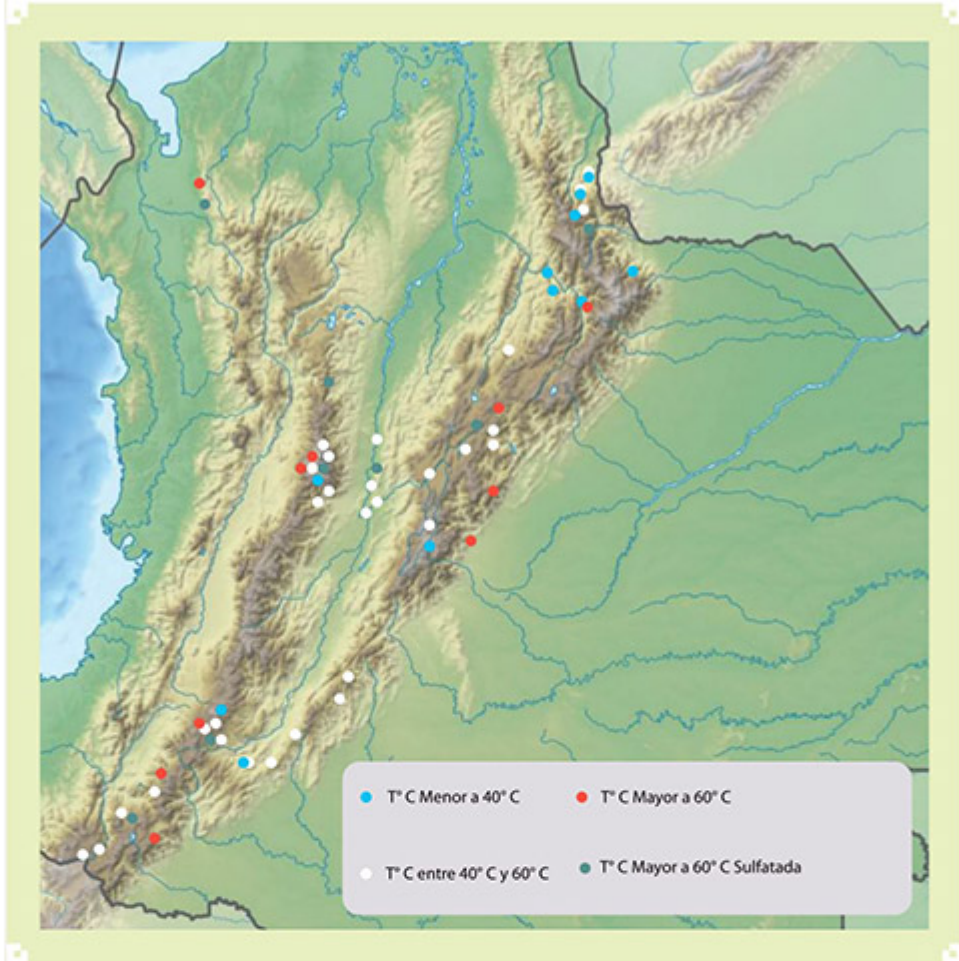 T° C Menor a 40° C
T° C Mayor a 60° C
T° C entre 40° C y 60° C
T° C Mayor a 60° C Sulfatada